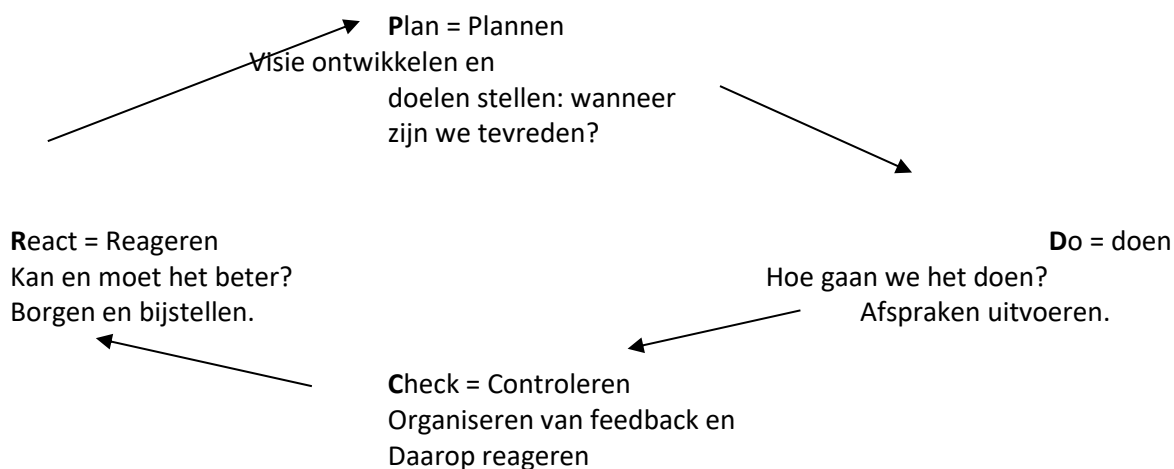 Plan = Plannen
Visie ontwikkelen en
doelen stellen: wanneer
zijn we tevreden?
React = Reageren
Kan en moet het beter?
Borgen en bijstellen.
Do = doen
Hoe gaan we het doen?
Afspraken uitvoeren.
Check = Controleren
Organiseren van feedback en
Daarop reageren